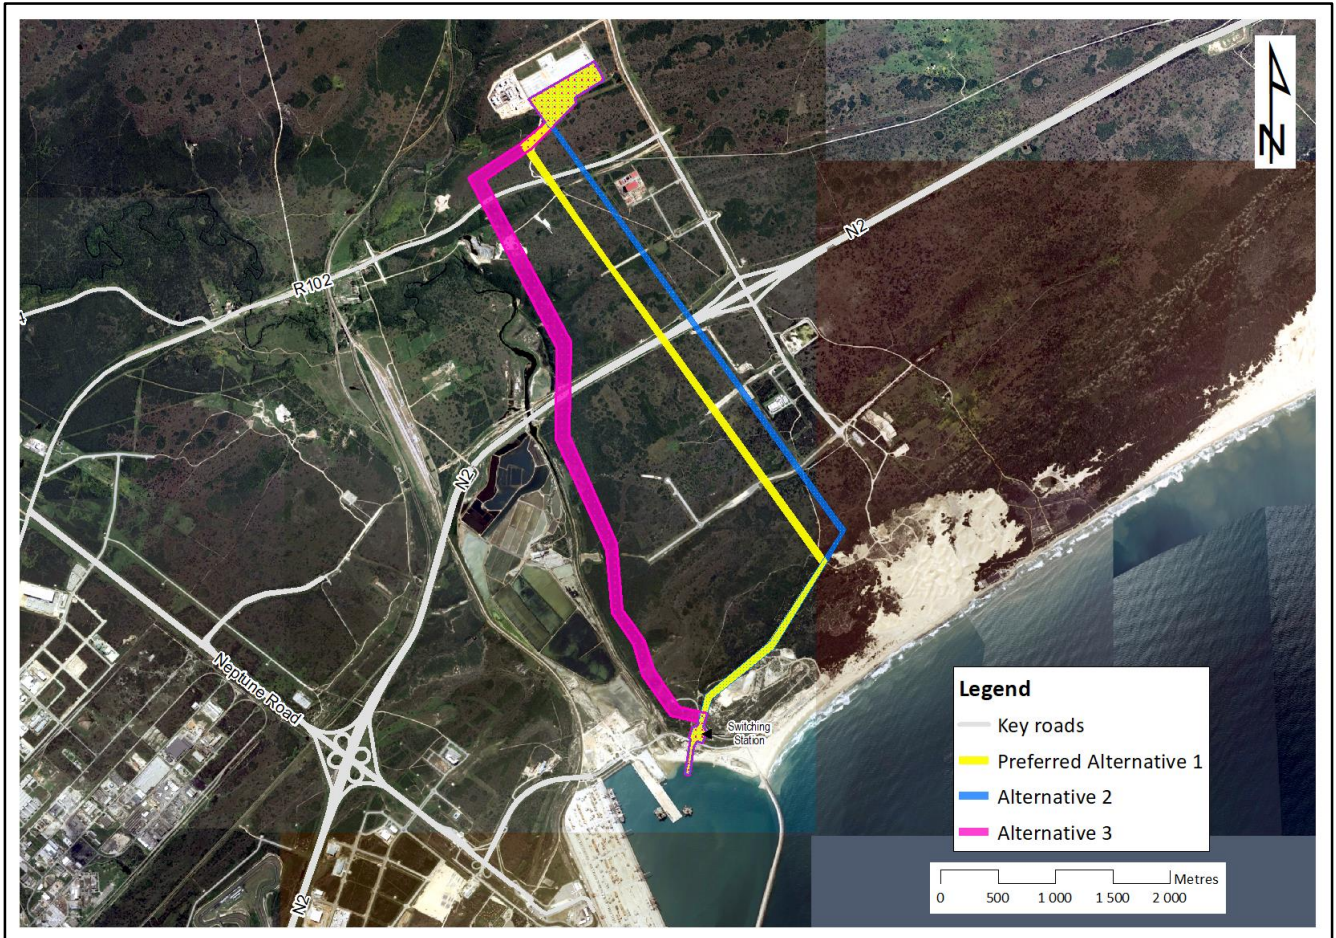 N
N2
R102
4
N2
Neptune Road
Switching
Station
N2
Legend
Key roads
Preferred Alternative 1
Alternative 2
Alternative 3
Metres
0 500 1 000 1 500 2 000